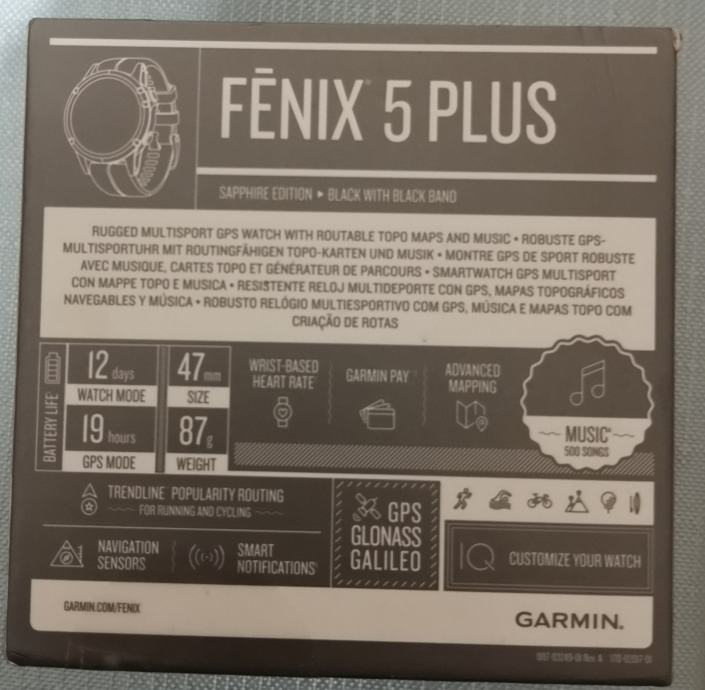 FĒNIX® 5 PLUS
SAPPHIRE EDITION ▸ BLACK WITH BLACK BAND
RUGGED MULTISPORT GPS WATCH WITH ROUTABLE TOPO MAPS AND MUSIC • ROBUSTE GPS-
MULTISPORTUHR MIT ROUTINGFÄHIGEN TOPO-KARTEN UND MUSIK • MONTRE GPS DE SPORT ROBUSTE
AVEC MUSIQUE, CARTES TOPO ET GÉNÉRATEUR DE PARCOURS • SMARTWATCH GPS MULTISPORT
CON MAPPE TOPO E MUSICA • RESISTENTE RELOJ MULTIDEPORTE CON GPS, MAPAS TOPOGRÁFICOS
NAVEGABLES Y MÚSICA • ROBUSTO RELÓGIO MULTIESPORTIVO COM GPS, MÚSICA E MAPAS TOPO COM
CRIAÇÃO DE ROTAS
BATTERY LIFE
12 days
WATCH MODE
19 hours
GPS MODE
47 mm
SIZE
87 g
WEIGHT
WRIST-BASED
HEART RATE
GARMIN PAY
ADVANCED
MAPPING
MUSIC
500 SONGS
TRENDLINE POPULARITY ROUTING
FOR RUNNING AND CYCLING
NAVIGATION
SENSORS
SMART
NOTIFICATIONS
GPS
GLONASS
GALILEO
IQ CUSTOMIZE YOUR WATCH
GARMIN.COM/FENIX
GARMIN.